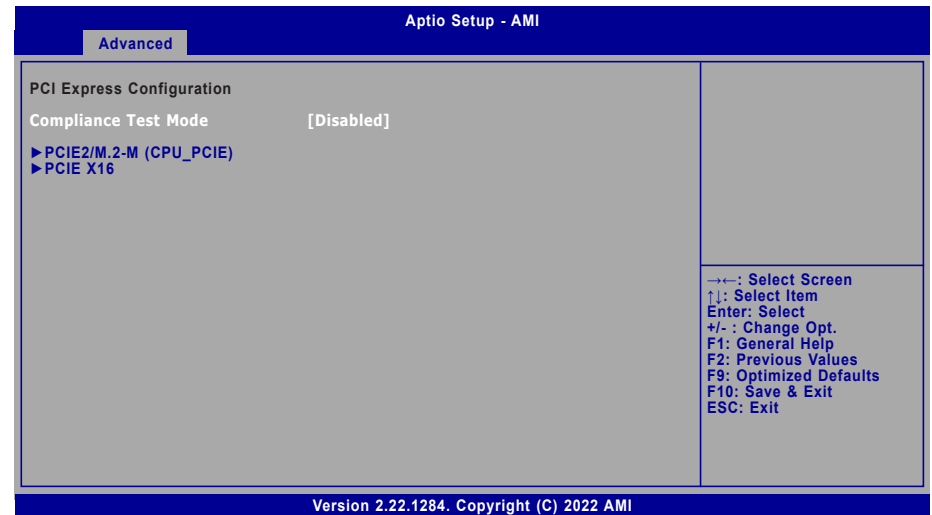 Aptio Setup - AMI
Advanced
PCI Express Configuration
Compliance Test Mode [Disabled]
►PCIE2/M.2-M (CPU_PCIE)
►PCIE X16
→←: Select Screen
↑↓: Select Item
Enter: Select
+/- : Change Opt.
F1: General Help
F2: Previous Values
F9: Optimized Defaults
F10: Save & Exit
ESC: Exit
Version 2.22.1284. Copyright (C) 2022 AMI